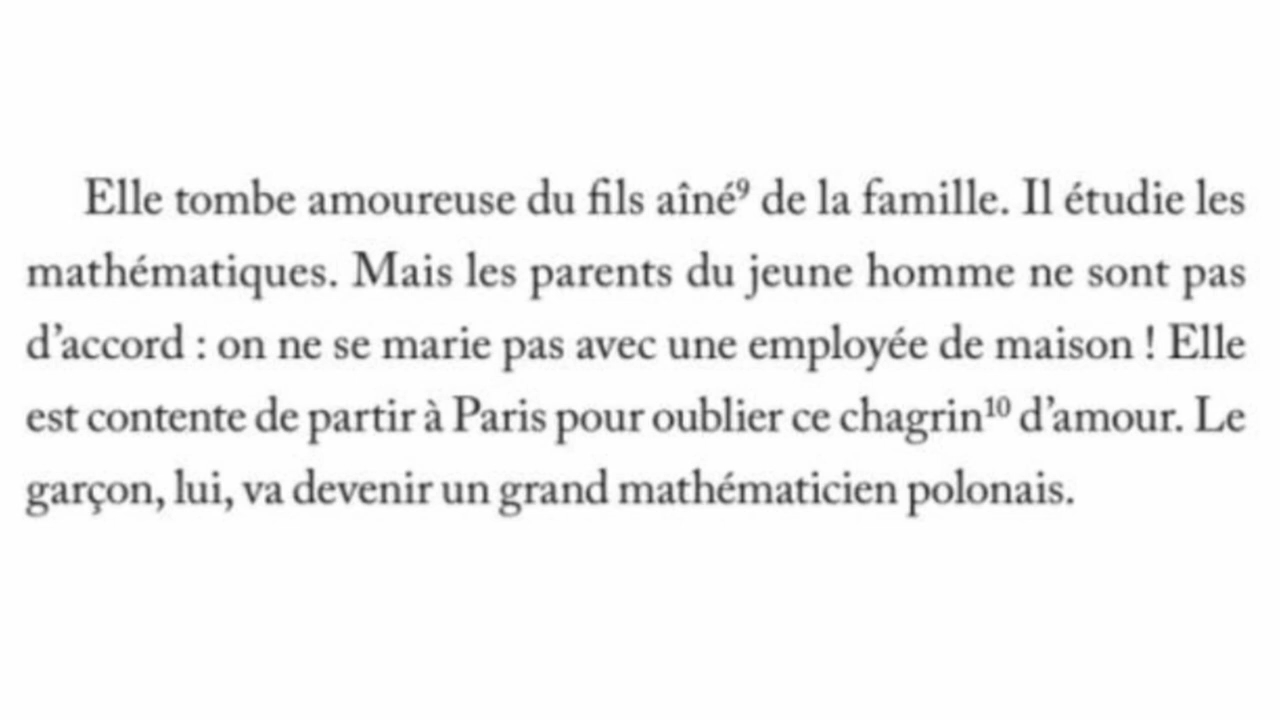 Elle tombe amoureuse du fils aîné⁹ de la famille. Il étudie les
mathématiques. Mais les parents du jeune homme ne sont pas
d’accord : on ne se marie pas avec une employée de maison ! Elle
est contente de partir à Paris pour oublier ce chagrin¹⁰ d’amour. Le
garçon, lui, va devenir un grand mathématicien polonais.